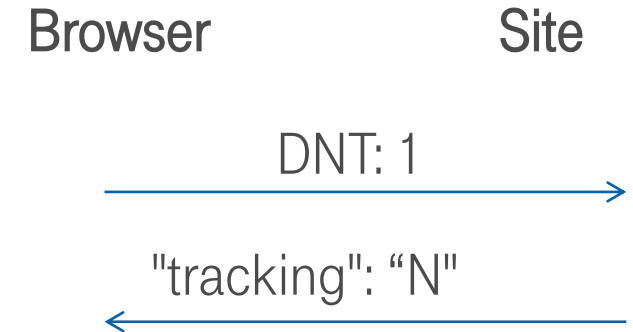 Browser Site
DNT: 1
"tracking": “N"